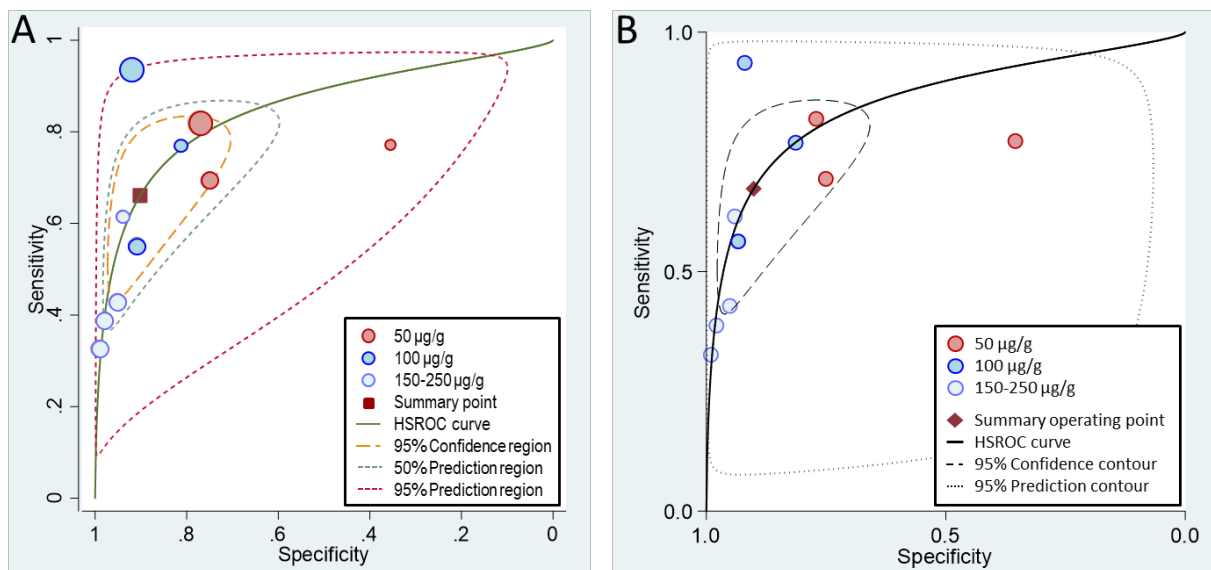 A
Sensitivity
1
.8
.6
.4
.2
0
1 .8 .6 .4 .2 0
Specificity
50 µg/g
100 µg/g
150-250 µg/g
Summary point
HSROC curve
95% Confidence region
50% Prediction region
95% Prediction region
B
Sensitivity
1.0
0.5
0.0
1.0 0.5 0.0
Specificity
50 µg/g
100 µg/g
150-250 µg/g
Summary operating point
HSROC curve
95% Confidence contour
95% Prediction contour